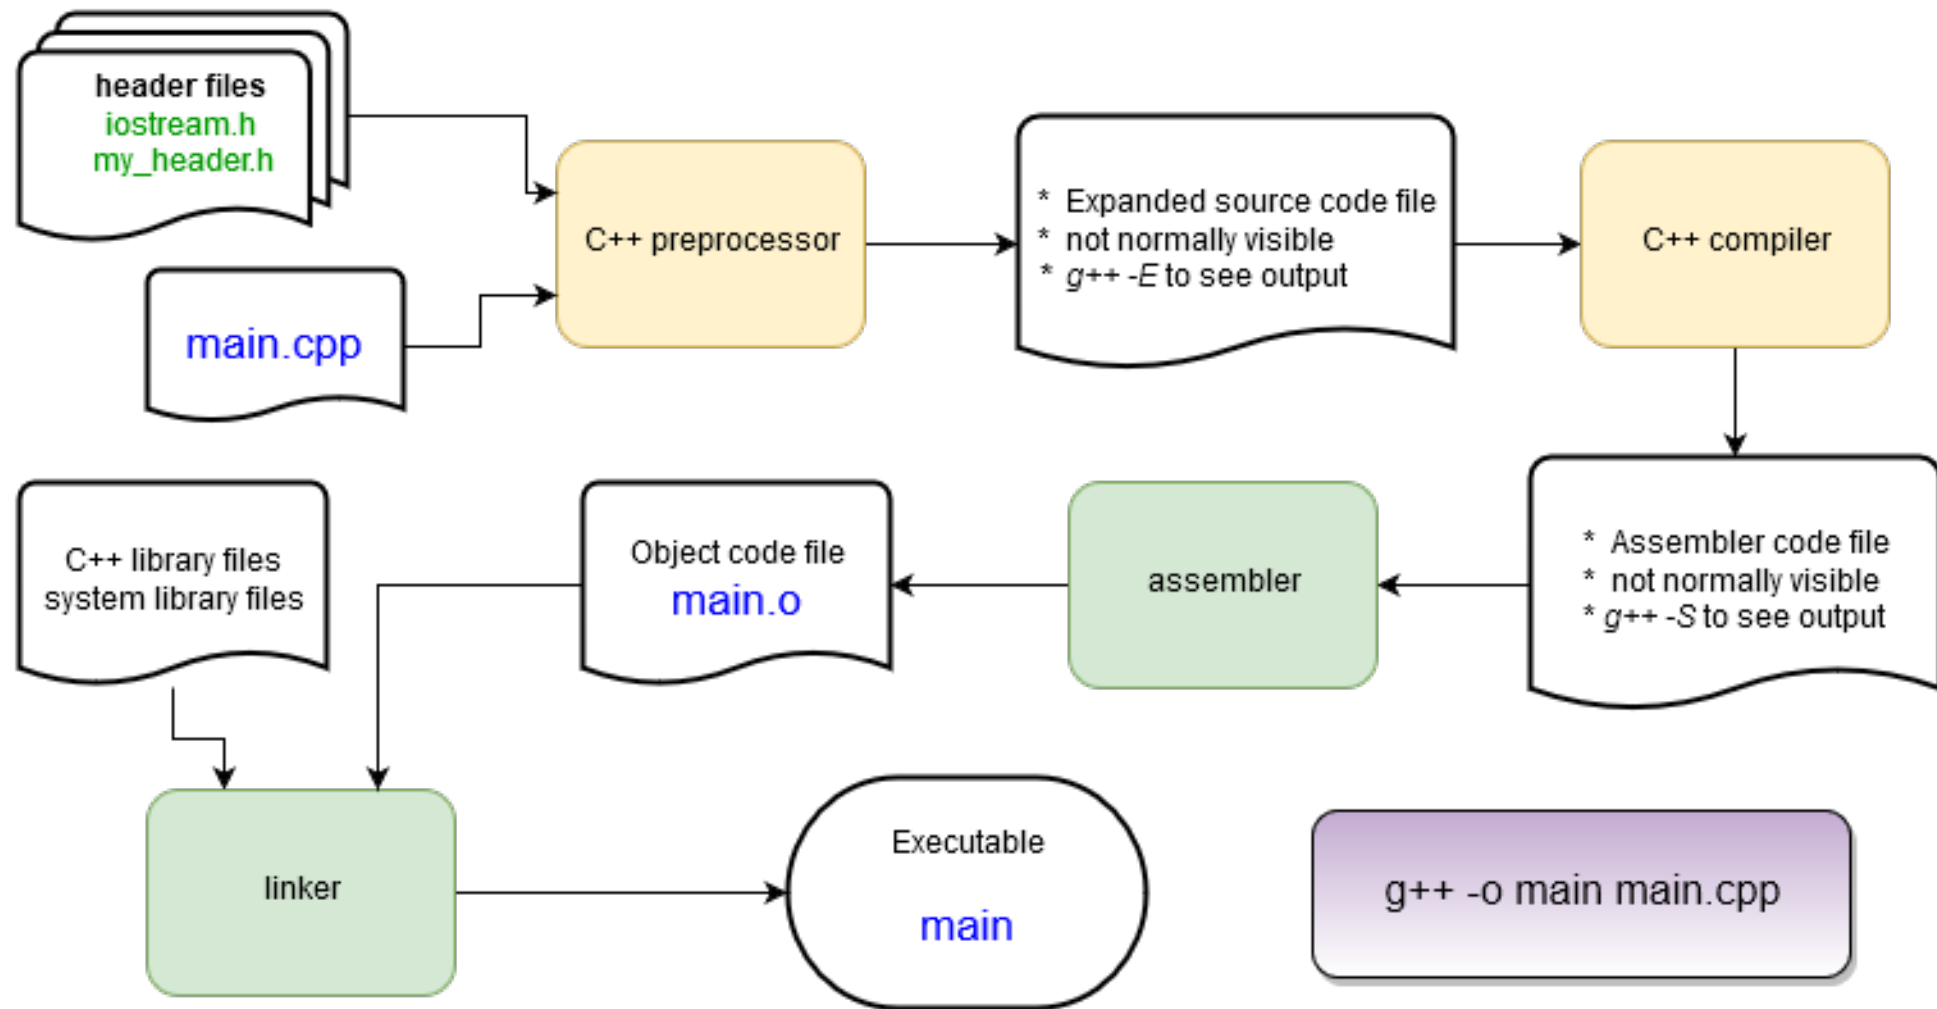 header files
iostream.h
my_header.h
main.cpp
C++ preprocessor
* Expanded source code file
* not normally visible
* g++ -E to see output
C++ compiler
* Assembler code file
* not normally visible
* g++ -S to see output
assembler
Object code file
main.o
C++ library files
system library files
linker
Executable
main
g++ -o main main.cpp